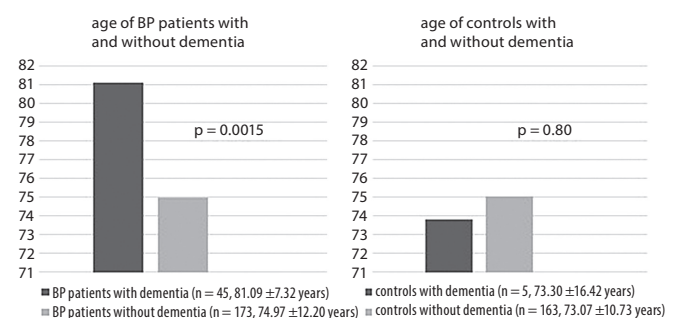 age of BP patients with
and without dementia
82
81
80
79
78
77
76
75
74
73
72
71
p = 0.0015
■ BP patients with dementia (n = 45, 81.09 ±7.32 years)
■ BP patients without dementia (n = 173, 74.97 ±12.20 years)
age of controls with
and without dementia
82
81
80
79
78
77
76
75
74
73
72
71
p = 0.80
■ controls with dementia (n = 5, 73.30 ±16.42 years)
■ controls without dementia (n = 163, 73.07 ±10.73 years)